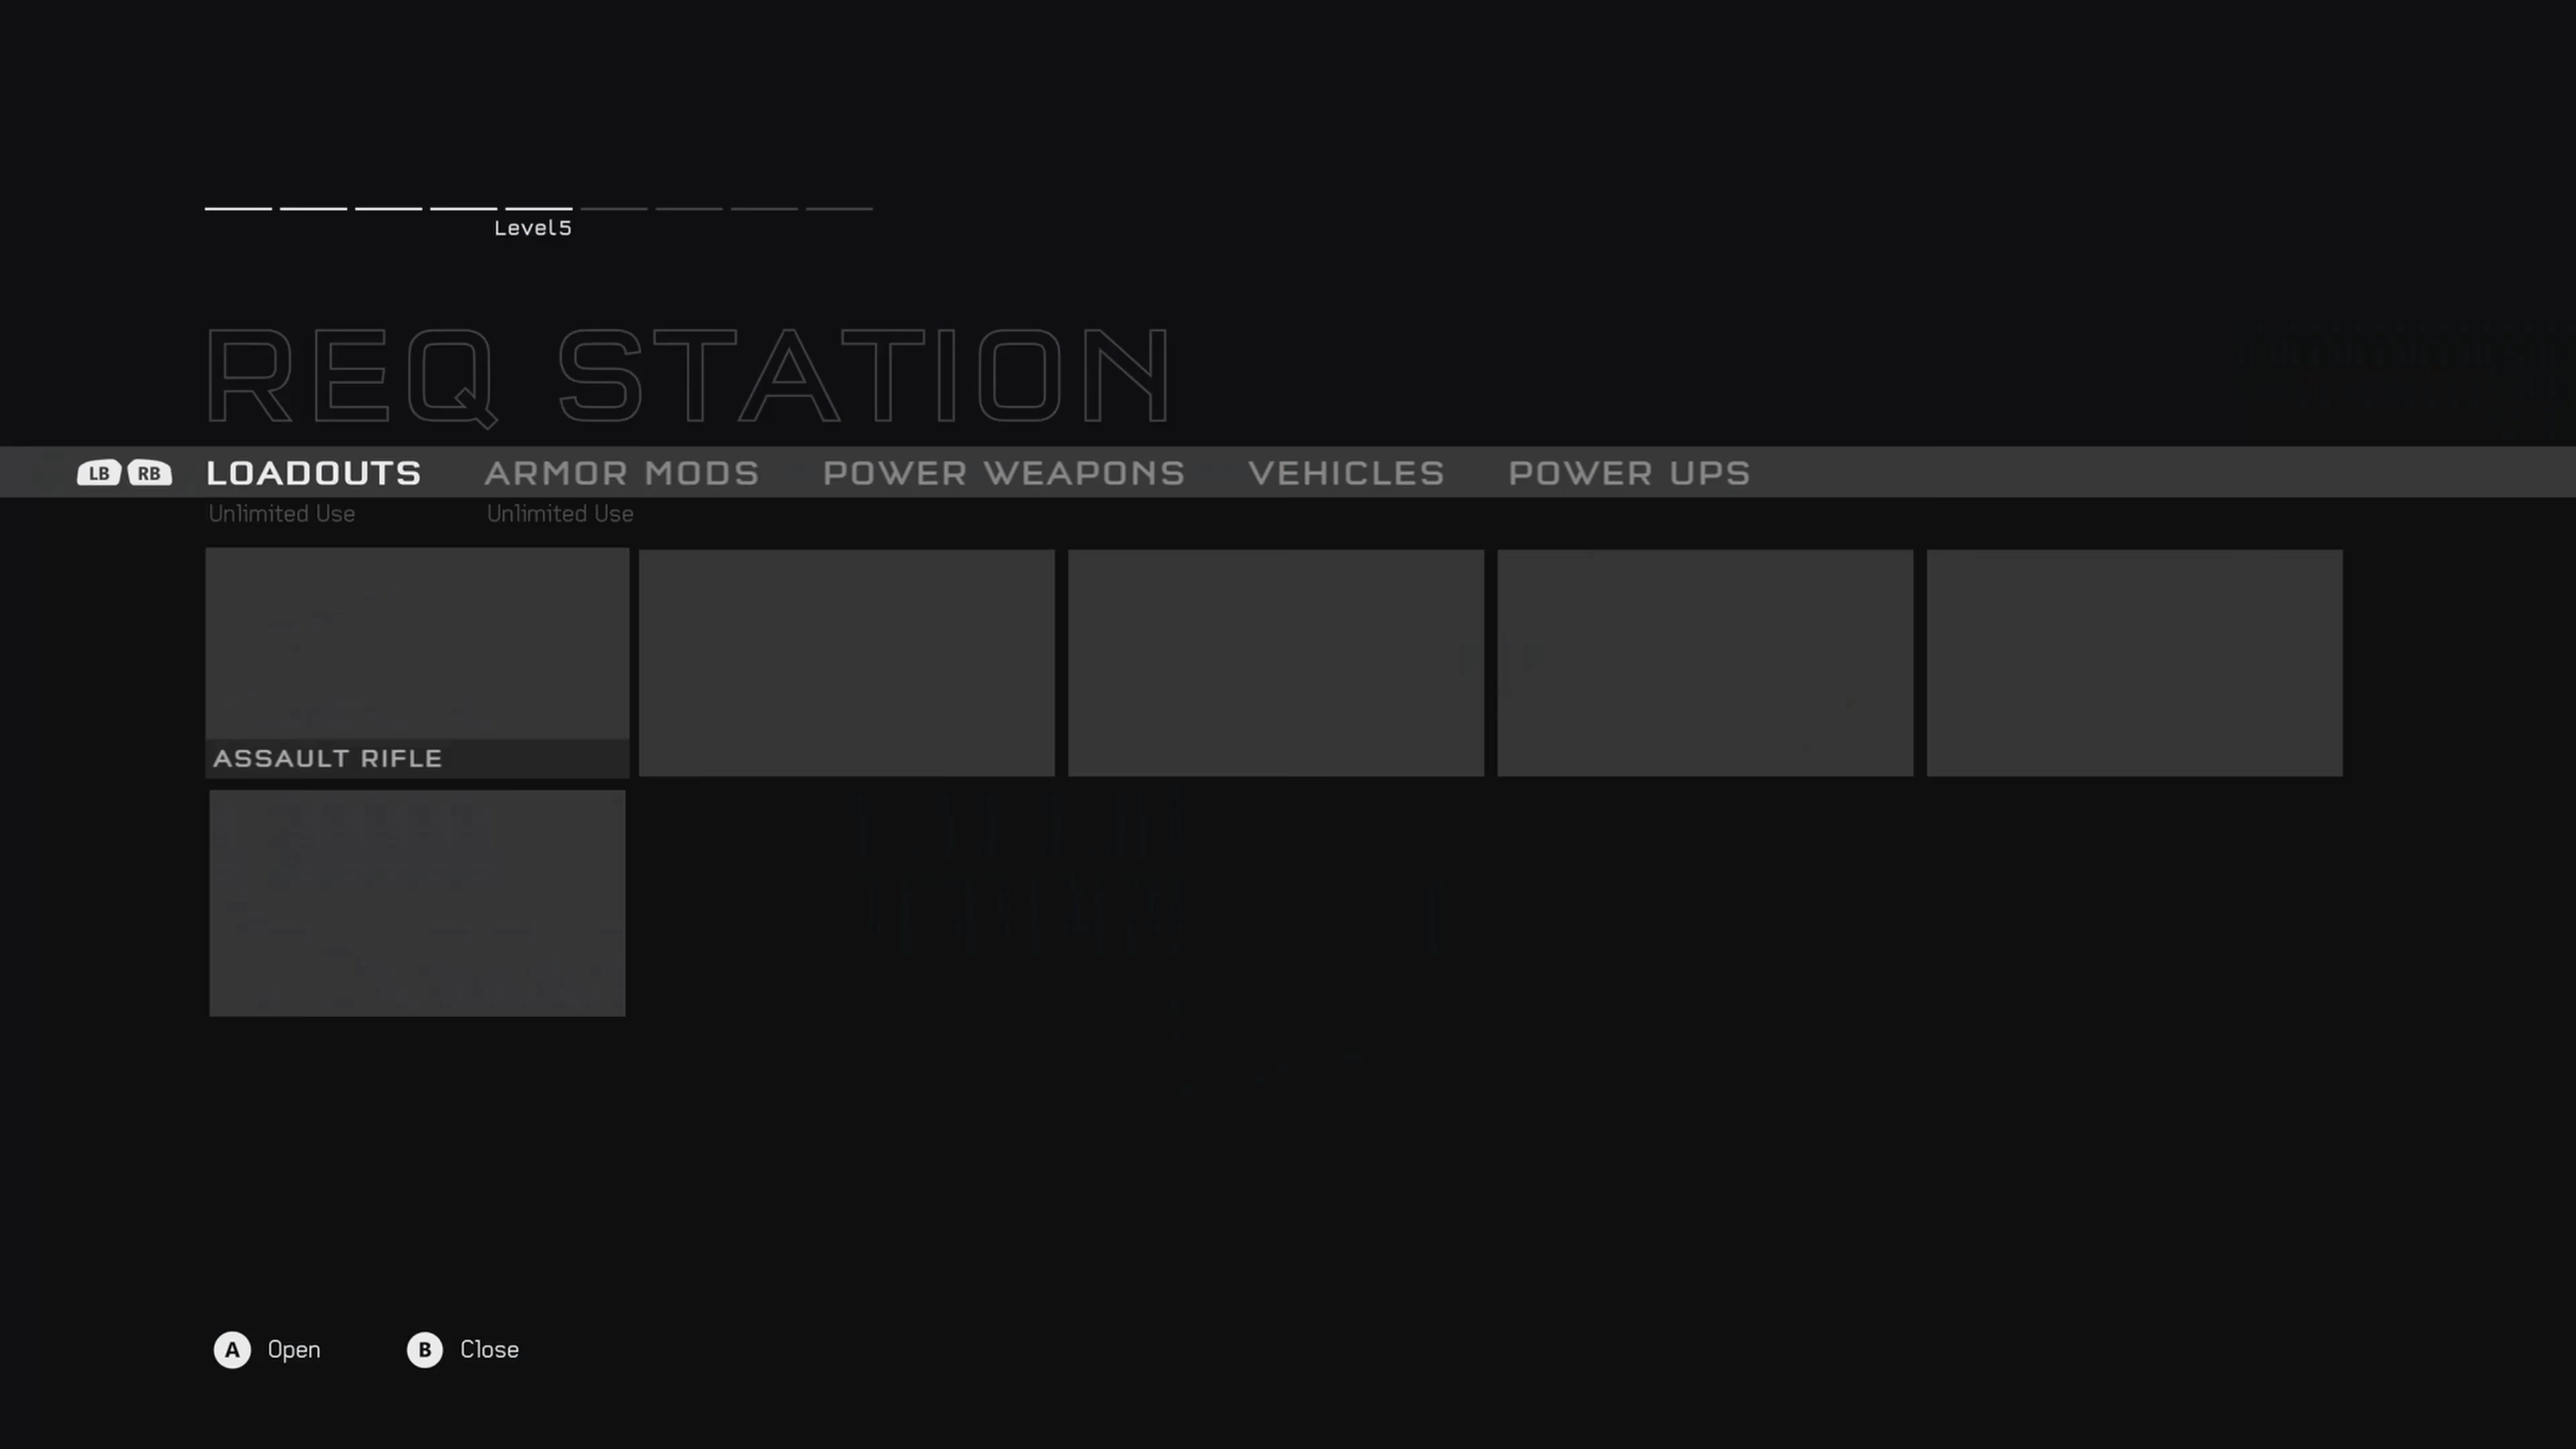 Level5
REQ STATION
LB RB LOADOUTS ARMOR MODS POWER WEAPONS VEHICLES POWER UPS
Unlimited Use Unlimited Use
ASSAULT RIFLE
A Open B Close